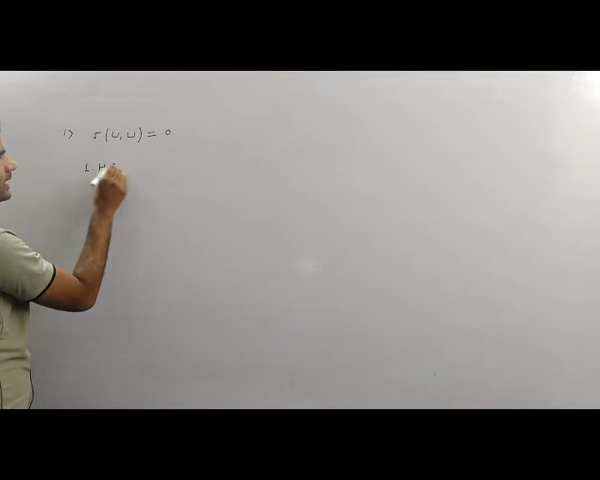 1) J(U, U) = 0
L.H.S